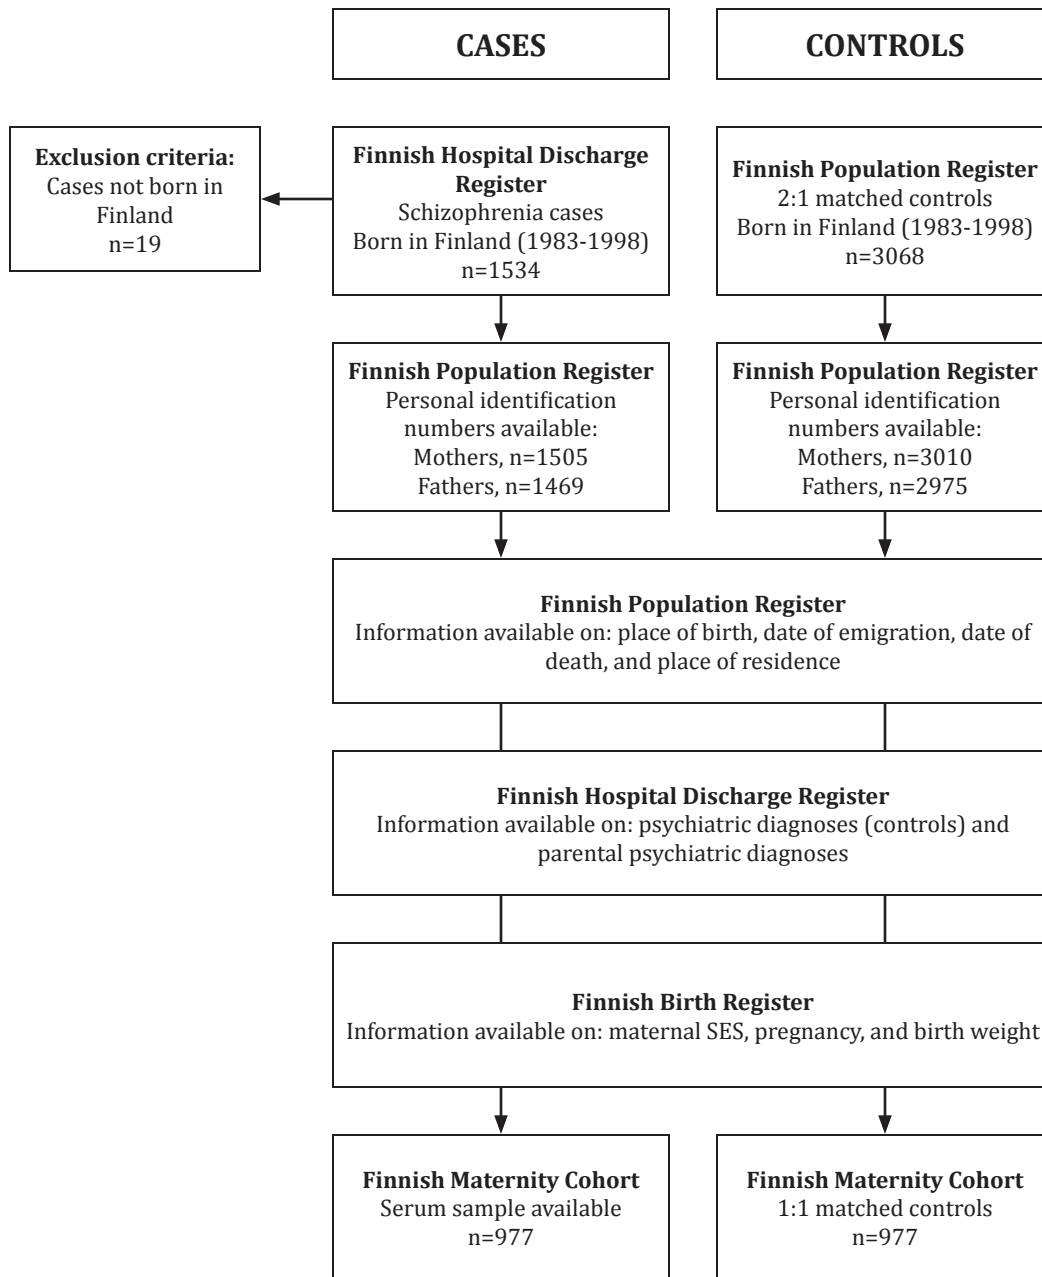 CASES
CONTROLS
Exclusion criteria:
Cases not born in
Finland
n=19
Finnish Hospital Discharge
Register
Schizophrenia cases
Born in Finland (1983-1998)
n=1534
Finnish Population Register
2:1 matched controls
Born in Finland (1983-1998)
n=3068
Finnish Population Register
Personal identification
numbers available:
Mothers, n=1505
Fathers, n=1469
Finnish Population Register
Personal identification
numbers available:
Mothers, n=3010
Fathers, n=2975
Finnish Population Register
Information available on: place of birth, date of emigration, date of
death, and place of residence
Finnish Hospital Discharge Register
Information available on: psychiatric diagnoses (controls) and
parental psychiatric diagnoses
Finnish Birth Register
Information available on: maternal SES, pregnancy, and birth weight
Finnish Maternity Cohort
Serum sample available
n=977
Finnish Maternity Cohort
1:1 matched controls
n=977